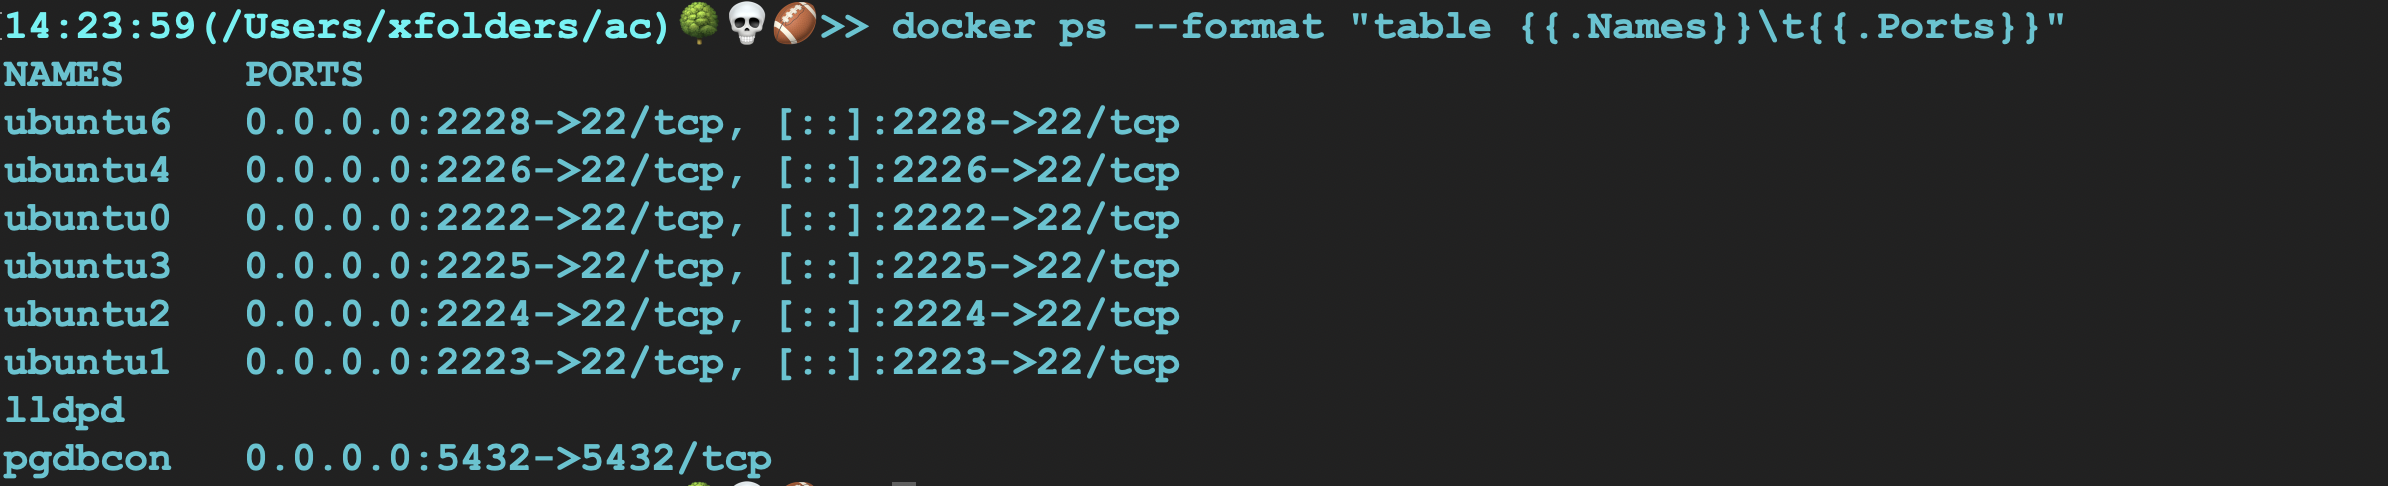 14:23:59(/Users/xfolders/ac)🌳💀🏈>> docker ps --format "table {{.Names}}\t{{.Ports}}"
NAMES     PORTS
ubuntu6   0.0.0.0:2228->22/tcp, [::]:2228->22/tcp
ubuntu4   0.0.0.0:2226->22/tcp, [::]:2226->22/tcp
ubuntu0   0.0.0.0:2222->22/tcp, [::]:2222->22/tcp
ubuntu3   0.0.0.0:2225->22/tcp, [::]:2225->22/tcp
ubuntu2   0.0.0.0:2224->22/tcp, [::]:2224->22/tcp
ubuntu1   0.0.0.0:2223->22/tcp, [::]:2223->22/tcp
lldpd
pgdbcon   0.0.0.0:5432->5432/tcp